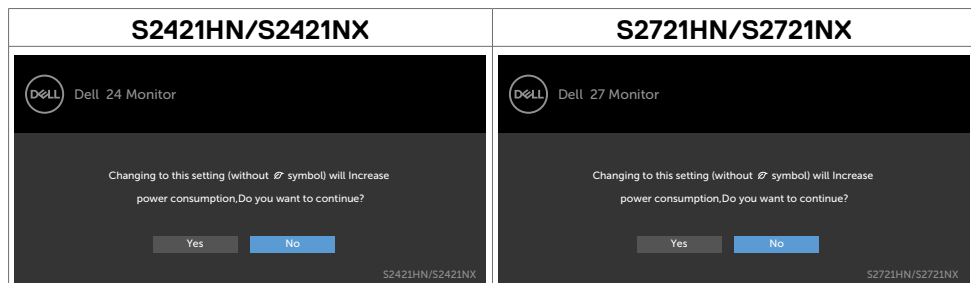 S2421HN/S2421NX
S2721HN/S2721NX
DELL Dell 24 Monitor
Changing to this setting (without symbol) will Increase
power consumption,Do you want to continue?
Yes No
S2421HN/S2421NX
DELL Dell 27 Monitor
Changing to this setting (without symbol) will Increase
power consumption,Do you want to continue?
Yes No
S2721HN/S2721NX